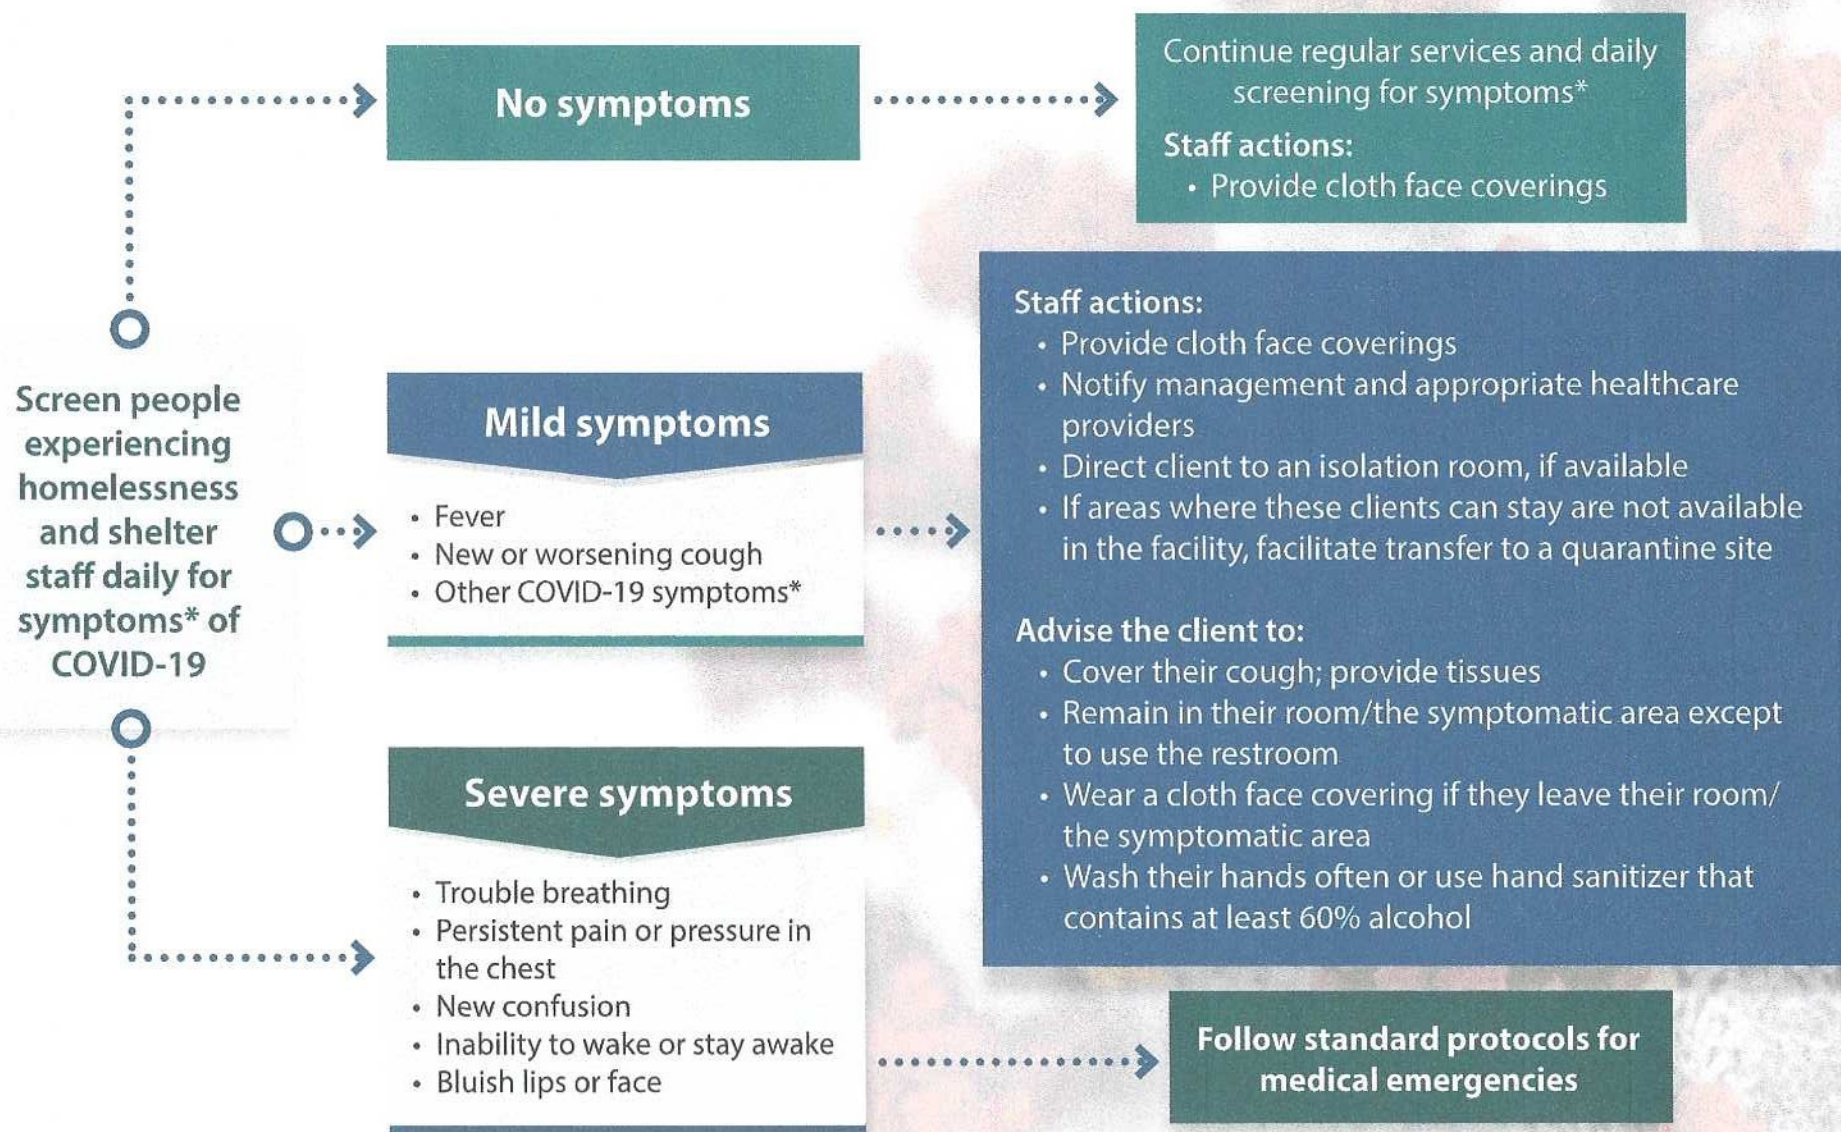 Screen people
experiencing
homelessness
and shelter
staff daily for
symptoms* of
COVID-19
No symptoms
Continue regular services and daily
screening for symptoms*
Staff actions:
• Provide cloth face coverings
Mild symptoms
• Fever
• New or worsening cough
• Other COVID-19 symptoms*
Staff actions:
• Provide cloth face coverings
• Notify management and appropriate healthcare
providers
• Direct client to an isolation room, if available
• If areas where these clients can stay are not available
in the facility, facilitate transfer to a quarantine site
Advise the client to:
• Cover their cough; provide tissues
• Remain in their room/the symptomatic area except
to use the restroom
• Wear a cloth face covering if they leave their room/
the symptomatic area
• Wash their hands often or use hand sanitizer that
contains at least 60% alcohol
Severe symptoms
• Trouble breathing
• Persistent pain or pressure in
the chest
• New confusion
• Inability to wake or stay awake
• Bluish lips or face
Follow standard protocols for
medical emergencies